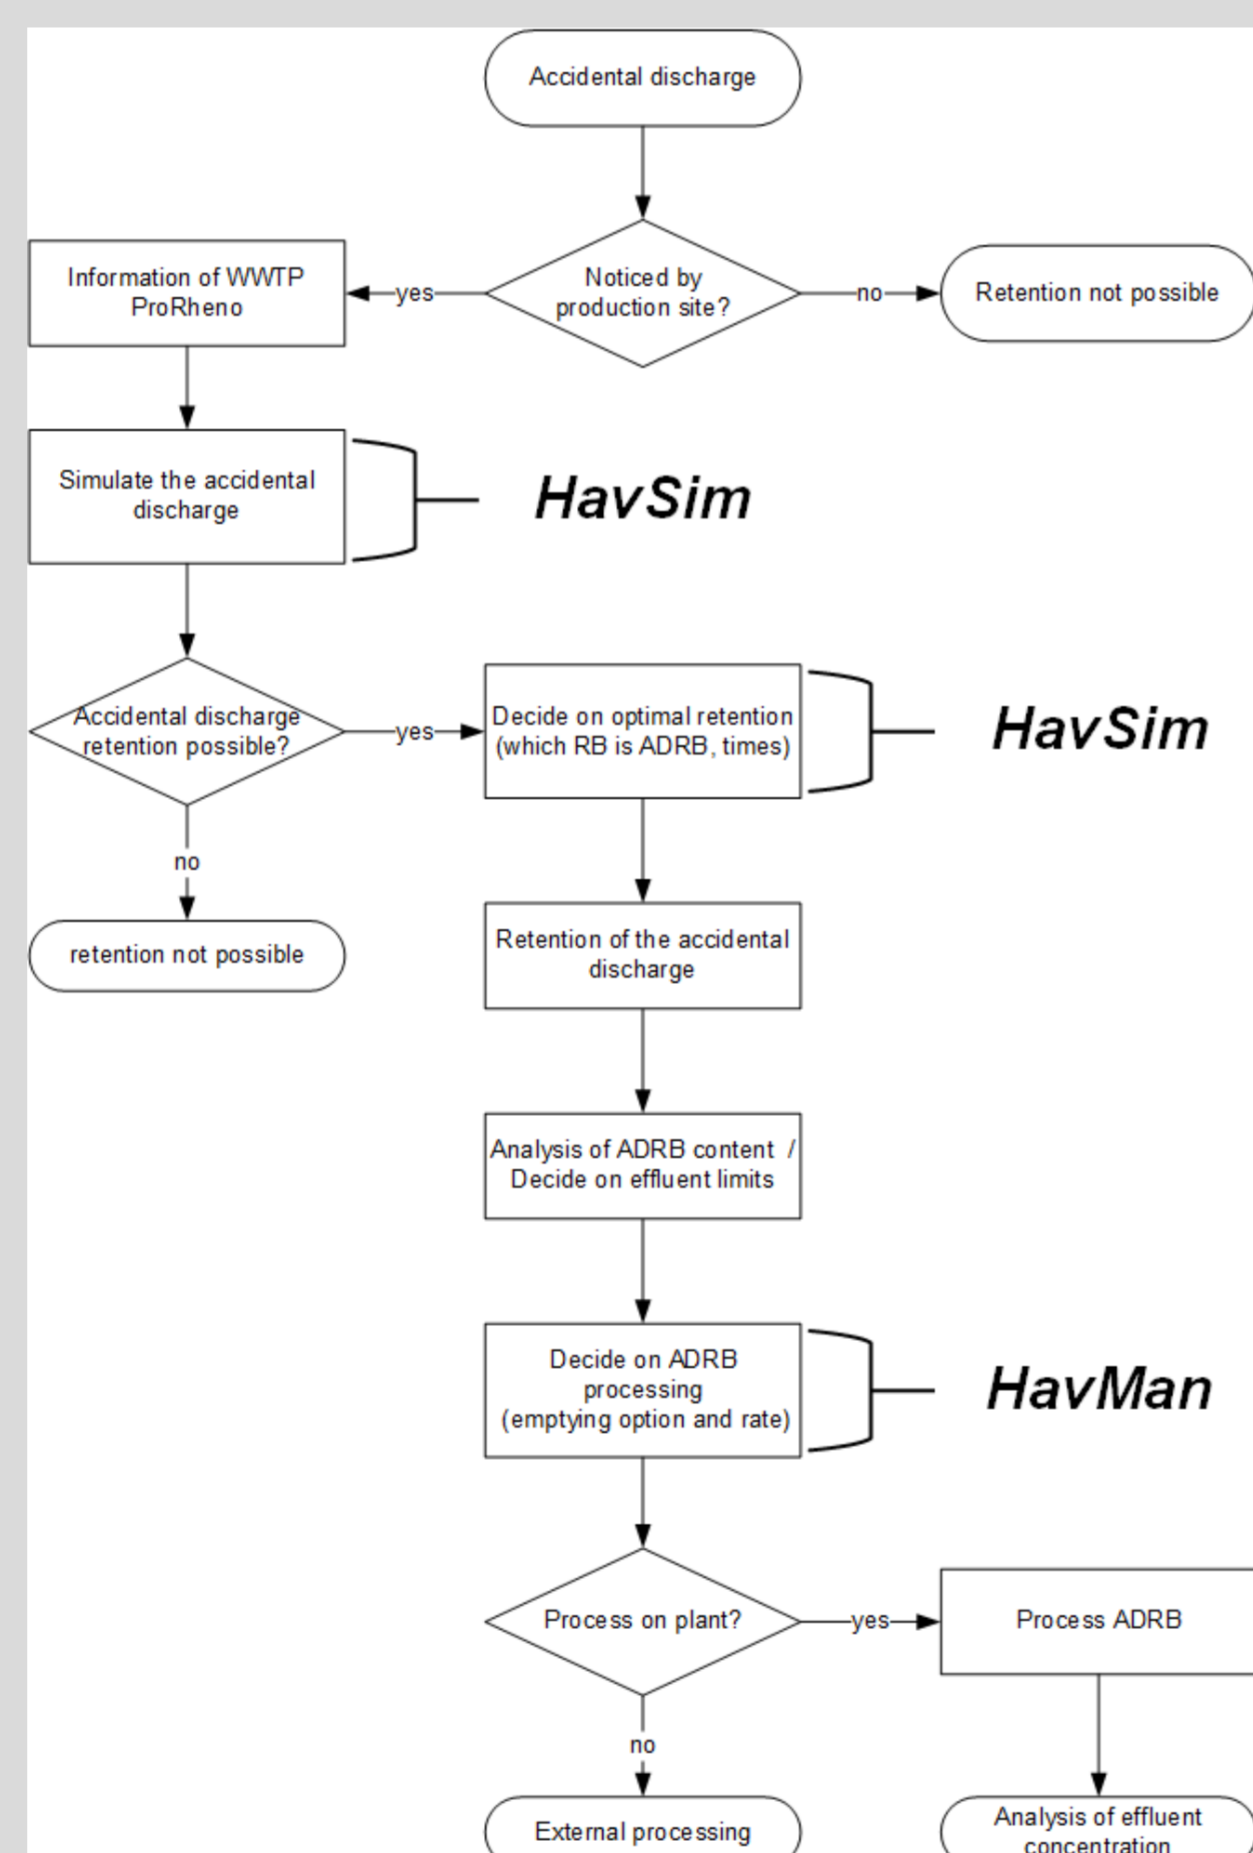 Accidental discharge
Noticed by
production site?
yes
no
Information of WWTP
ProRheno
Retention not possible
Simulate the accidental
discharge
HavSim
Accidental discharge
retention possible?
yes
Decide on optimal retention
(which RB is ADRB, times)
HavSim
no
retention not possible
Retention of the accidental
discharge
Analysis of ADRB content /
Decide on effluent limits
Decide on ADRB
processing
(emptying option and rate)
HavMan
Process on plant?
yes
Process ADRB
no
External processing
Analysis of effluent
concentration